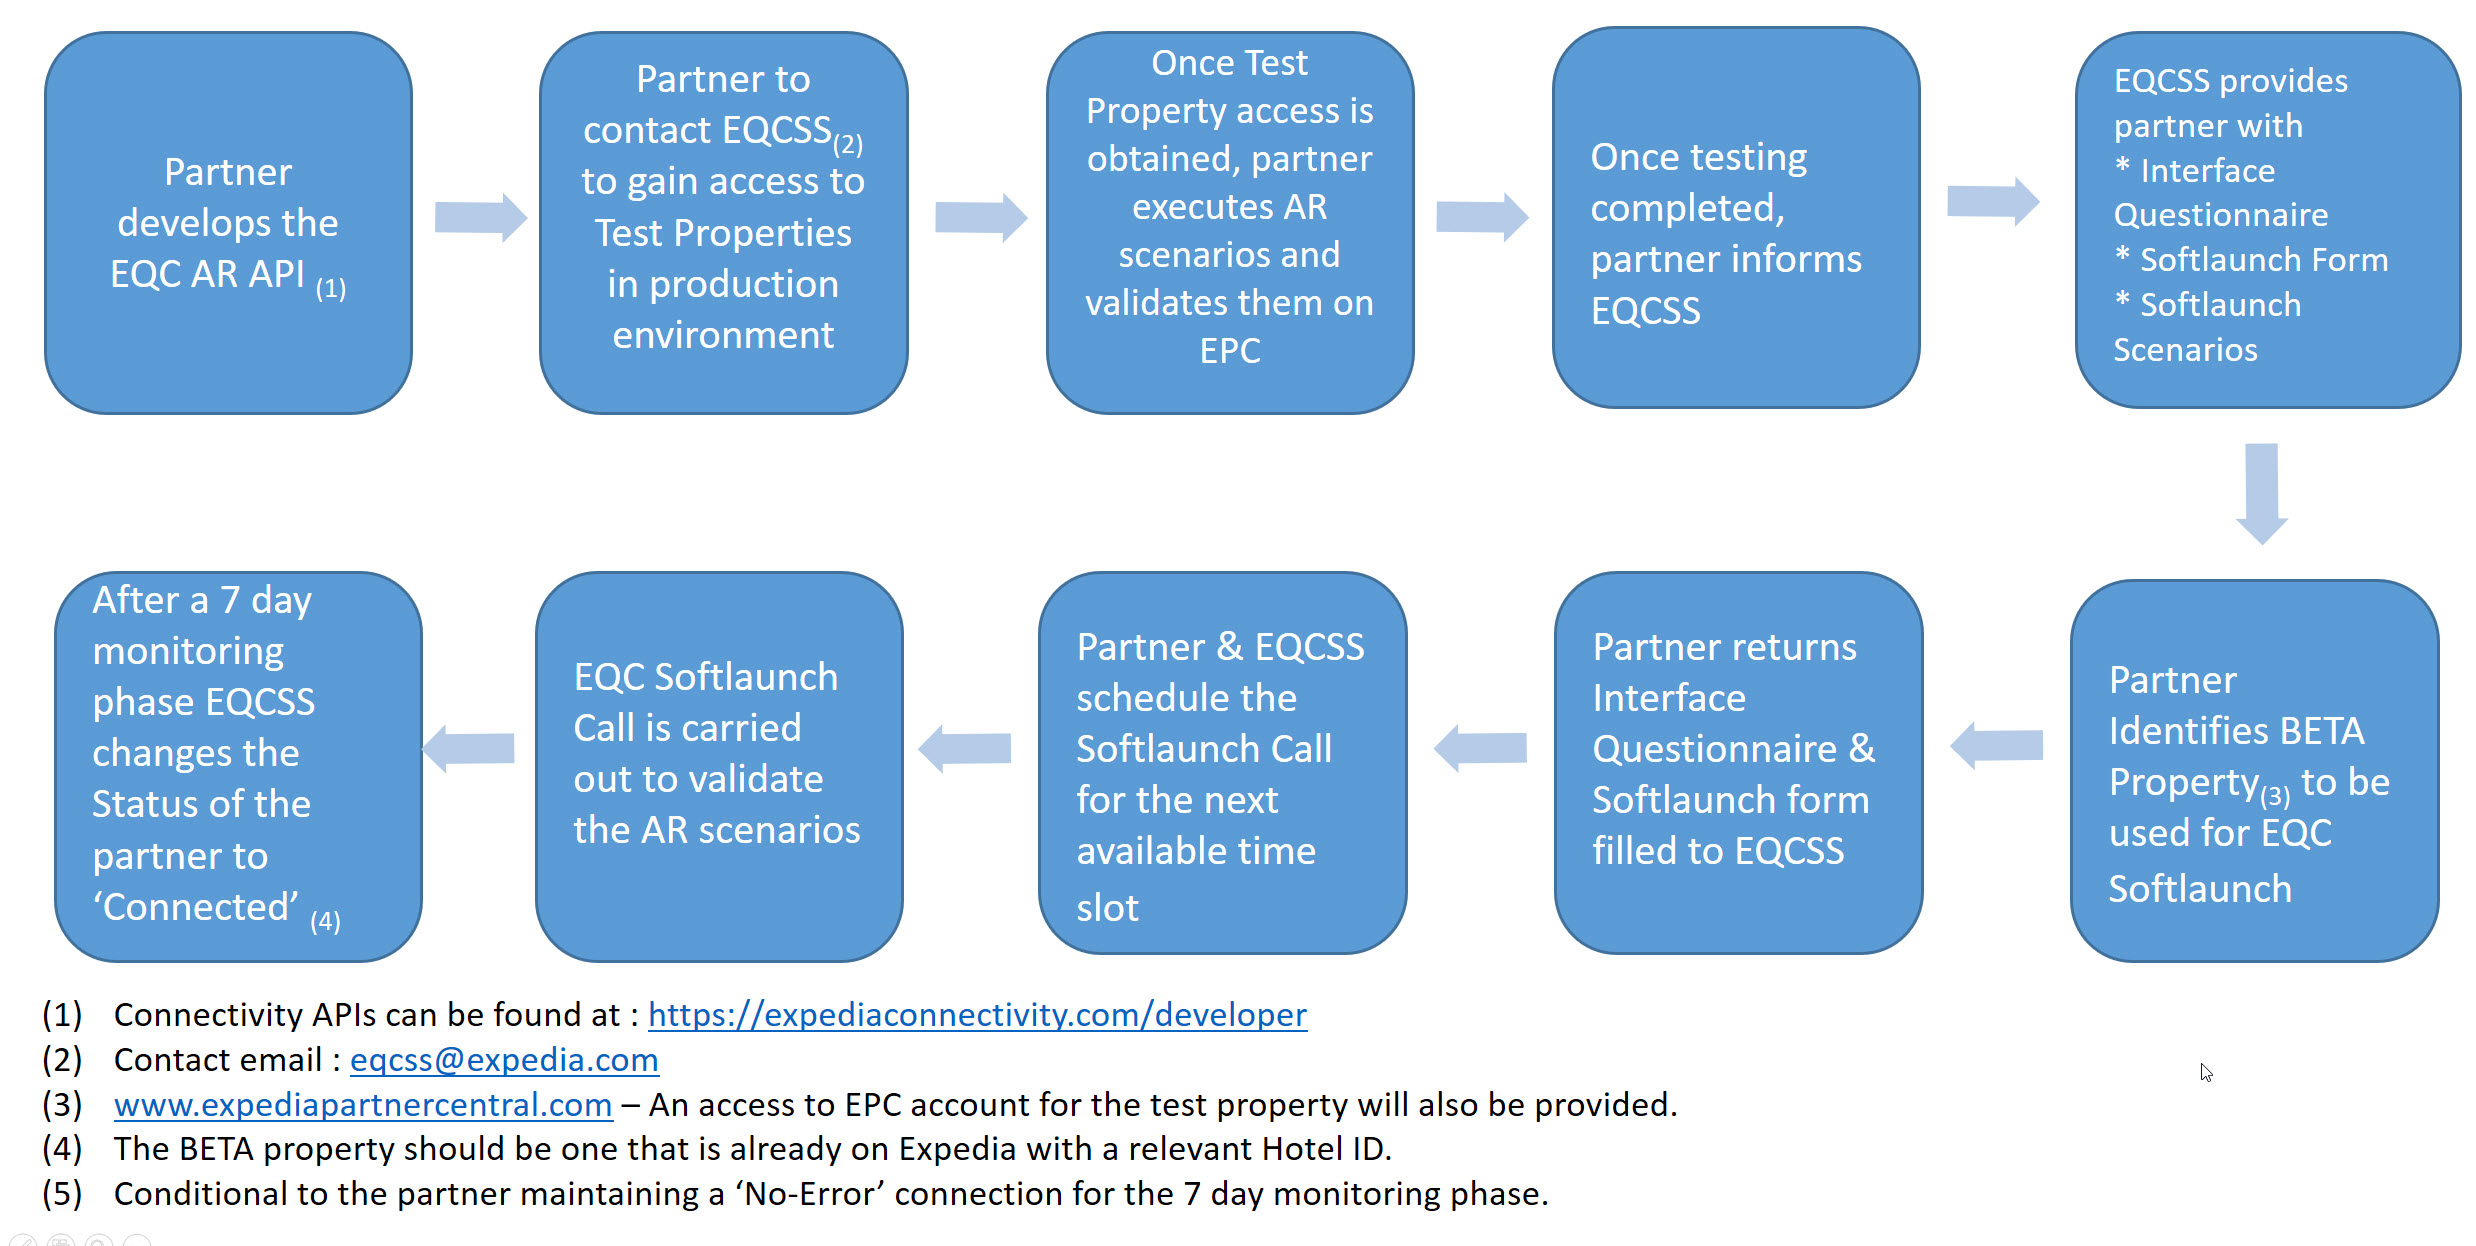 Partner
develops the
EQC AR API (1)
Partner to
contact EQCSS(2)
to gain access to
Test Properties
in production
environment
Once Test
Property access is
obtained, partner
executes AR
scenarios and
validates them on
EPC
Once testing
completed,
partner informs
EQCSS
EQCSS provides
partner with
* Interface
Questionnaire
* Softlaunch Form
* Softlaunch
Scenarios
Partner
Identifies BETA
Property(3) to be
used for EQC
Softlaunch
Partner returns
Interface
Questionnaire &
Softlaunch form
filled to EQCSS
Partner & EQCSS
schedule the
Softlaunch Call
for the next
available time
slot
EQC Softlaunch
Call is carried
out to validate
the AR scenarios
After a 7 day
monitoring
phase EQCSS
changes the
Status of the
partner to
‘Connected’ (4)
(1) Connectivity APIs can be found at : https://expediaconnectivity.com/developer
(2) Contact email : eqcss@expedia.com
(3) www.expediapartnercentral.com – An access to EPC account for the test property will also be provided.
(4) The BETA property should be one that is already on Expedia with a relevant Hotel ID.
(5) Conditional to the partner maintaining a ‘No-Error’ connection for the 7 day monitoring phase.